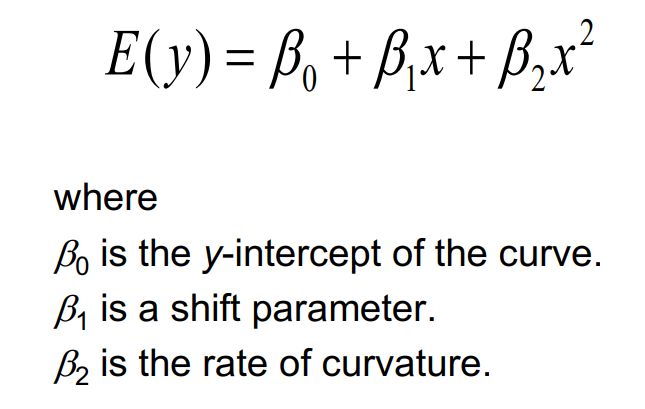 E(y) = β₀ + β₁x + β₂x²
where
β₀ is the y-intercept of the curve.
β₁ is a shift parameter.
β₂ is the rate of curvature.